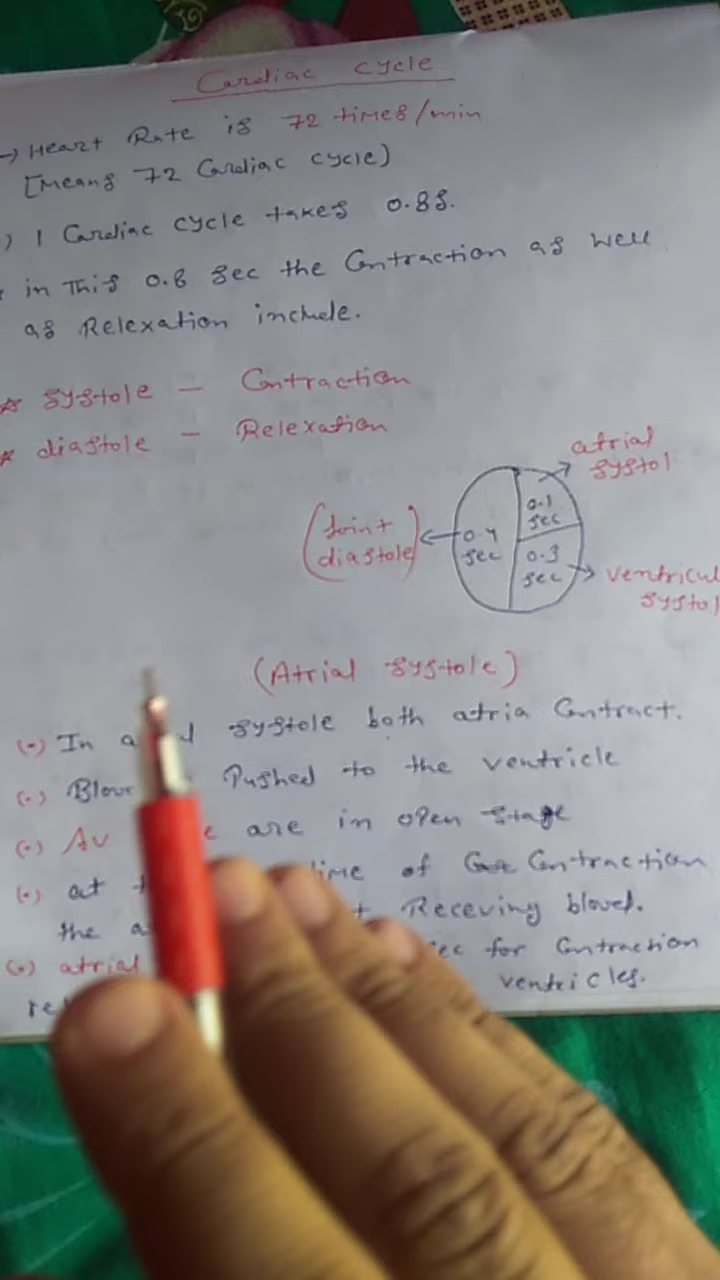 Cardiac cycle
→ Heart Rate is 72 times/min
[Means 72 Cardiac cycle)
) 1 Cardiac cycle takes 0.8s.
in This 0.8 sec the Contraction as well
as Relexation include.
* systole - Contraction
* diastole - Relexation
atrial
systol
(Joint
diastole)
0.1
sec
0.4
sec
0.3
sec
ventricul
systol
(Atrial systole)
(•) In systole both atria Contract.
(•) Pushed to the ventricle
(•) AV are in open stage
(•) at time of Contraction
the Receving blood.
(•) atrial sec for Contraction
ventricles.